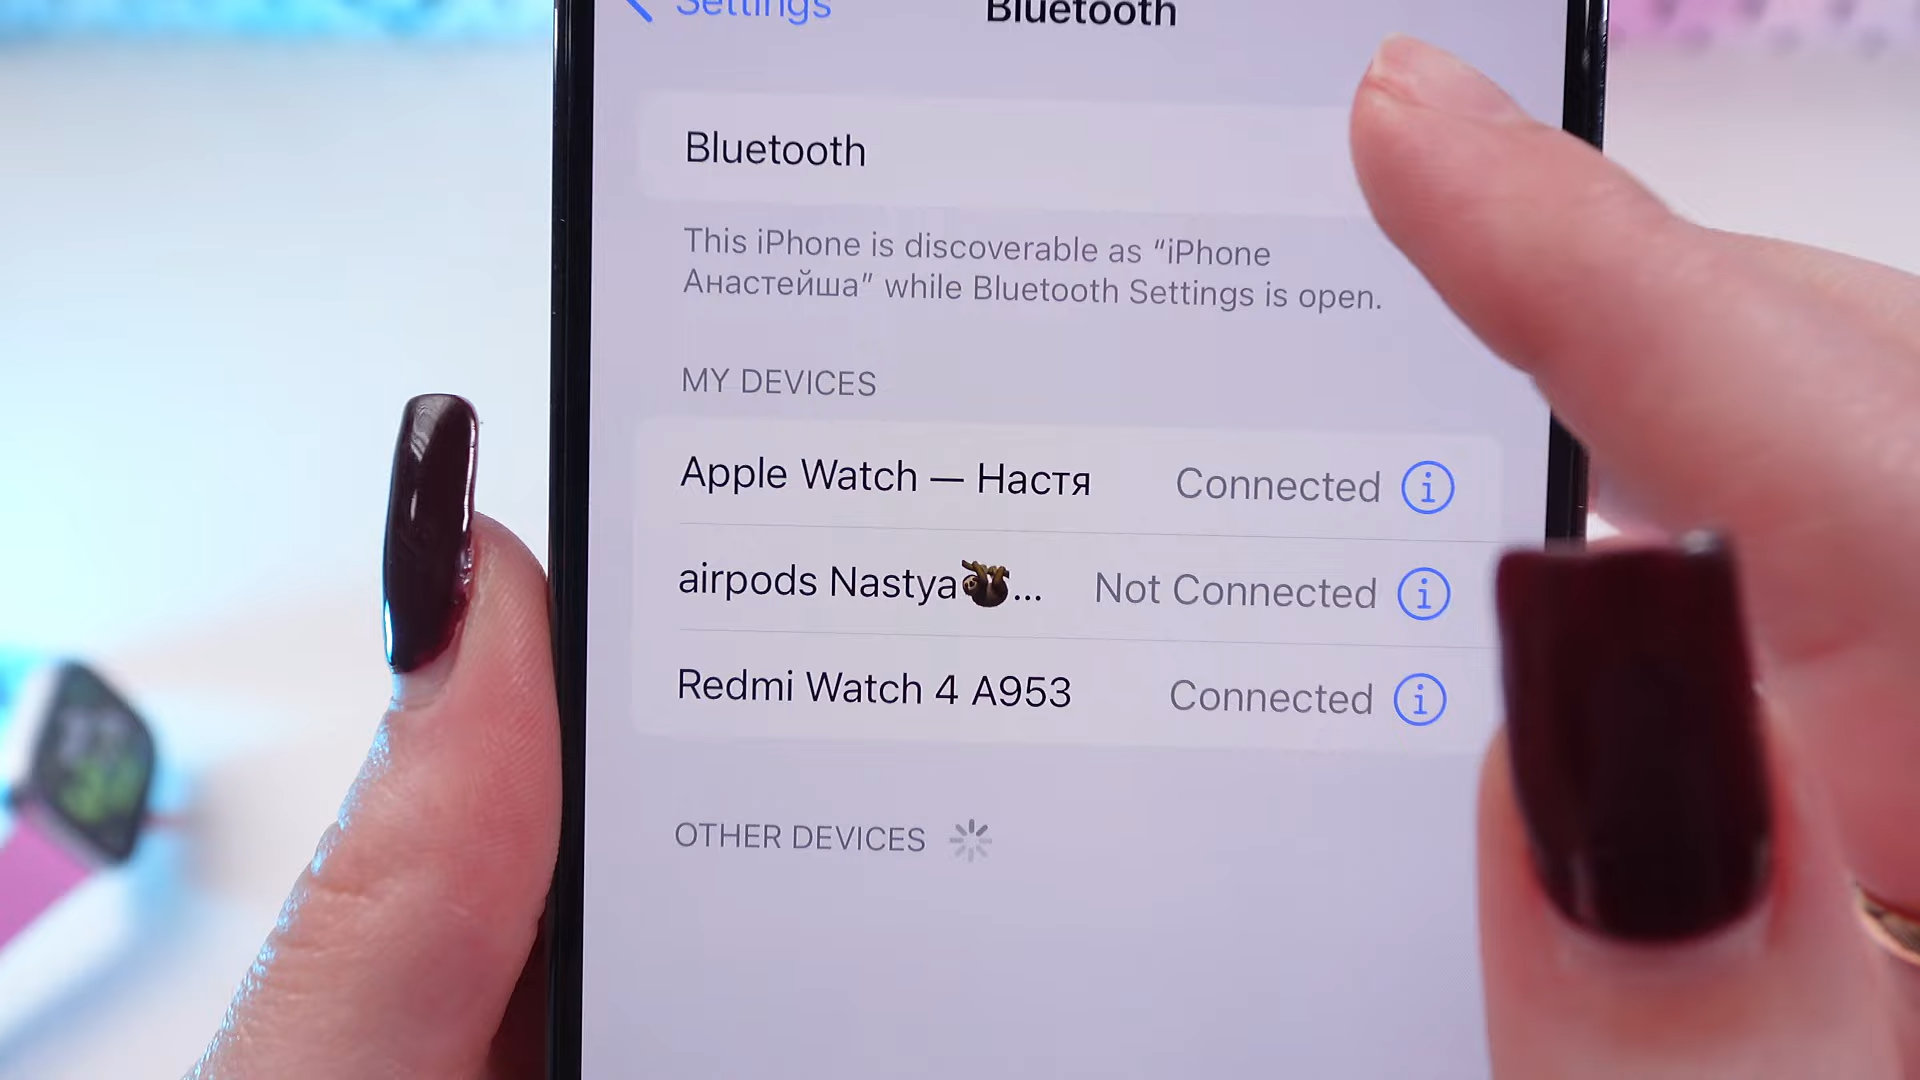 Settings
Bluetooth
Bluetooth
This iPhone is discoverable as “iPhone
Анастейша” while Bluetooth Settings is open.
MY DEVICES
Apple Watch — Настя Connected
airpods Nastya🦥... Not Connected
Redmi Watch 4 A953 Connected
OTHER DEVICES